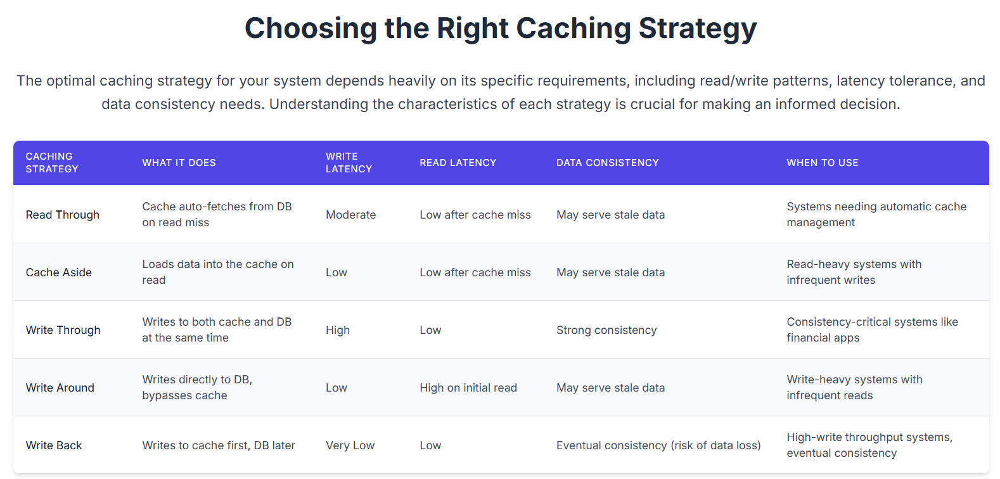 Choosing the Right Caching Strategy
The optimal caching strategy for your system depends heavily on its specific requirements, including read/write patterns, latency tolerance, and
data consistency needs. Understanding the characteristics of each strategy is crucial for making an informed decision.
CACHING
STRATEGY
WHAT IT DOES
WRITE
LATENCY
READ LATENCY
DATA CONSISTENCY
WHEN TO USE
Read Through
Cache auto-fetches from DB
on read miss
Moderate
Low after cache miss
May serve stale data
Systems needing automatic cache
management
Cache Aside
Loads data into the cache on
read
Low
Low after cache miss
May serve stale data
Read-heavy systems with
infrequent writes
Write Through
Writes to both cache and DB
at the same time
High
Low
Strong consistency
Consistency-critical systems like
financial apps
Write Around
Writes directly to DB,
bypasses cache
Low
High on initial read
May serve stale data
Write-heavy systems with
infrequent reads
Write Back
Writes to cache first, DB later
Very Low
Low
Eventual consistency (risk of data loss)
High-write throughput systems,
eventual consistency